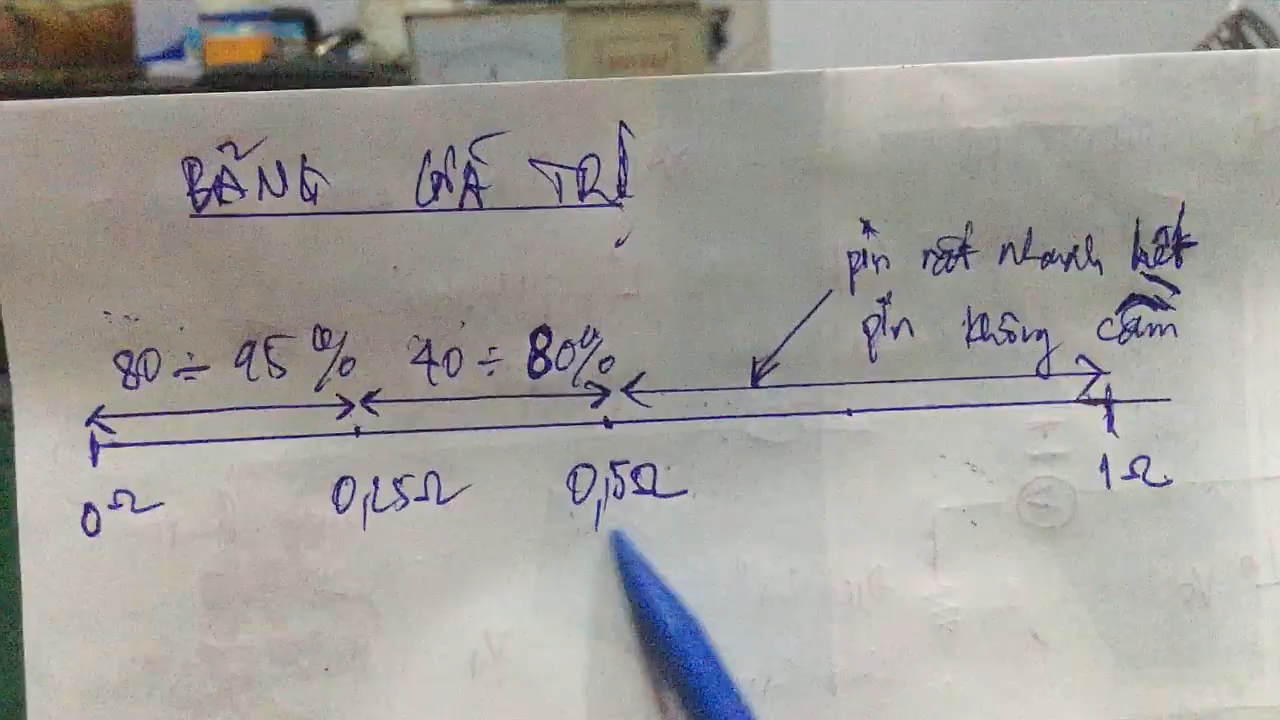 BẢNG GIÁ TRỊ
* pin rất nhanh hết
* pin không cầm
80 ÷ 95% 40 ÷ 80%
0Ω 0,25Ω 0,5Ω 1Ω